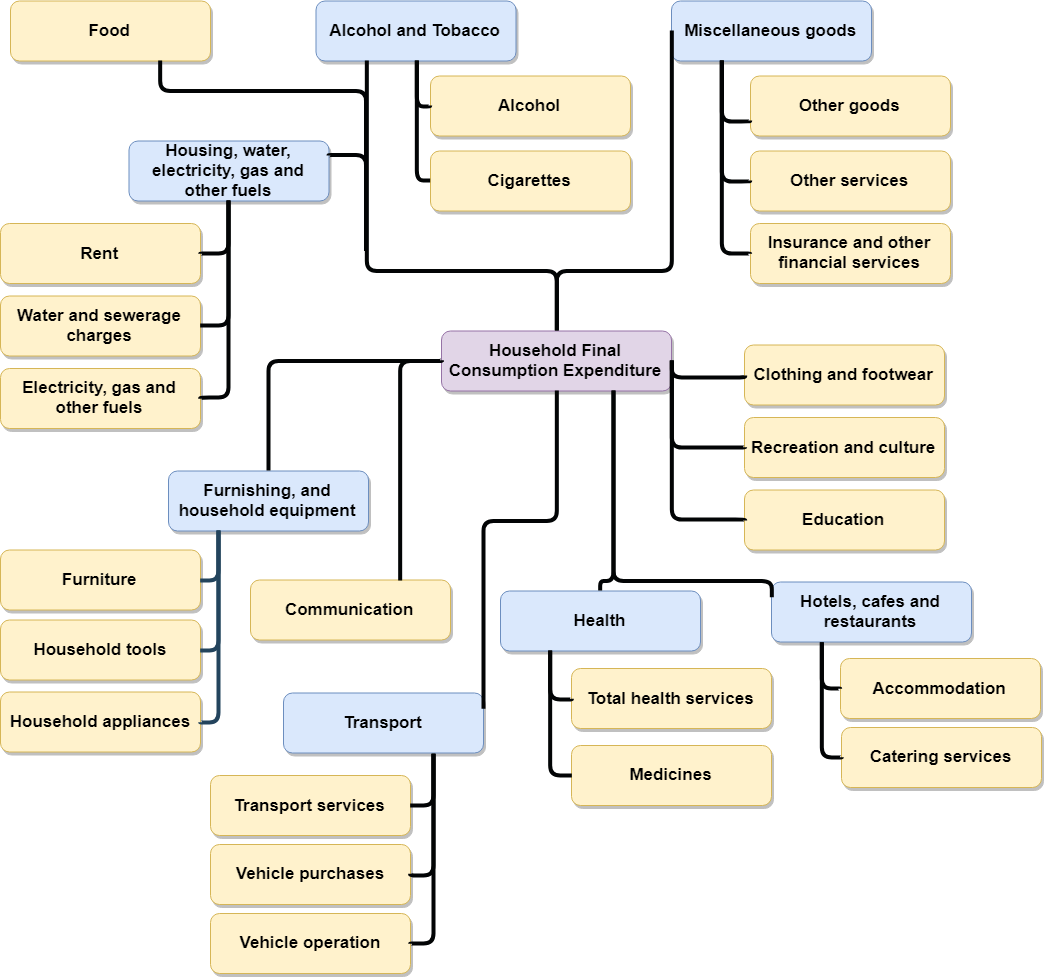 Food
Alcohol and Tobacco
Miscellaneous goods
Alcohol
Other goods
Housing, water,
electricity, gas and
other fuels
Cigarettes
Other services
Rent
Insurance and other
financial services
Water and sewerage
charges
Household Final
Consumption Expenditure
Clothing and footwear
Electricity, gas and
other fuels
Recreation and culture
Furnishing, and
household equipment
Education
Furniture
Communication
Health
Hotels, cafes and
restaurants
Household tools
Total health services
Accommodation
Household appliances
Transport
Catering services
Medicines
Transport services
Vehicle purchases
Vehicle operation